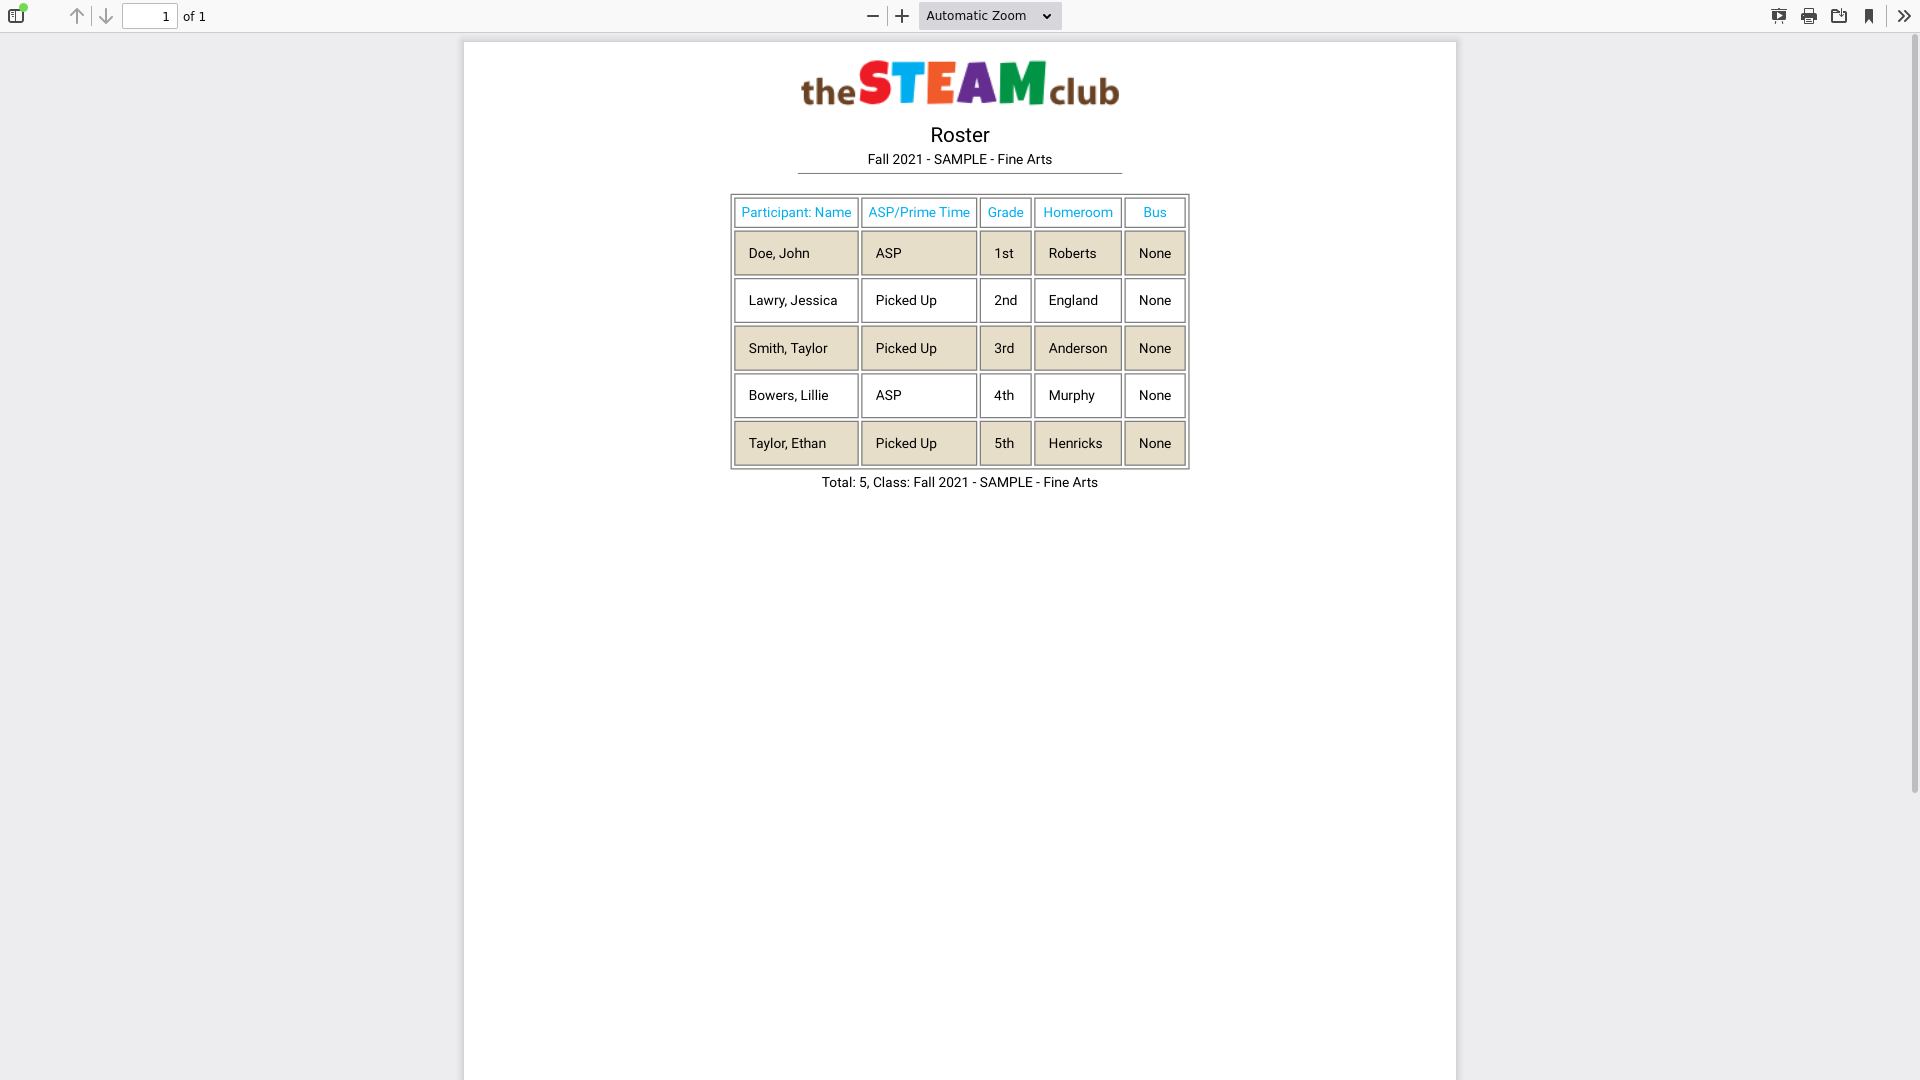 1 of 1 Automatic Zoom
the STEAM club
Roster
Fall 2021 - SAMPLE - Fine Arts
Participant: Name ASP/Prime Time Grade Homeroom Bus
Doe, John ASP 1st Roberts None
Lawry, Jessica Picked Up 2nd England None
Smith, Taylor Picked Up 3rd Anderson None
Bowers, Lillie ASP 4th Murphy None
Taylor, Ethan Picked Up 5th Henricks None
Total: 5, Class: Fall 2021 - SAMPLE - Fine Arts